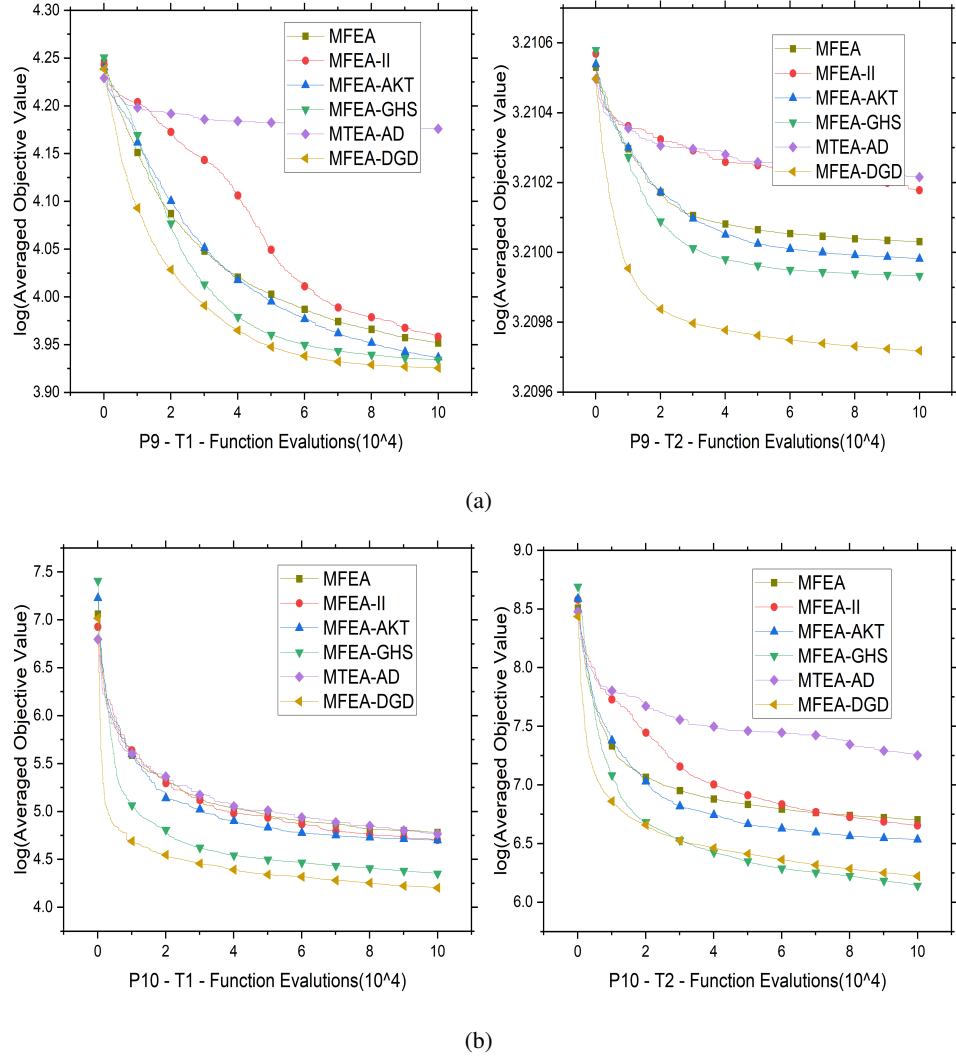 (a)
log(Averaged Objective Value)
4.30
4.25
4.20
4.15
4.10
4.05
4.00
3.95
3.90
0 2 4 6 8 10
P9 - T1 - Function Evalutions(10^4)
MFEA
MFEA-II
MFEA-AKT
MFEA-GHS
MTEA-AD
MFEA-DGD
log(Averaged Objective Value)
3.2106
3.2104
3.2102
3.2100
3.2098
3.2096
0 2 4 6 8 10
P9 - T2 - Function Evalutions(10^4)
MFEA
MFEA-II
MFEA-AKT
MFEA-GHS
MTEA-AD
MFEA-DGD
(b)
log(Averaged Objective Value)
7.5
7.0
6.5
6.0
5.5
5.0
4.5
4.0
0 2 4 6 8 10
P10 - T1 - Function Evalutions(10^4)
MFEA
MFEA-II
MFEA-AKT
MFEA-GHS
MTEA-AD
MFEA-DGD
log(Averaged Objective Value)
9.0
8.5
8.0
7.5
7.0
6.5
6.0
0 2 4 6 8 10
P10 - T2 - Function Evalutions(10^4)
MFEA
MFEA-II
MFEA-AKT
MFEA-GHS
MTEA-AD
MFEA-DGD